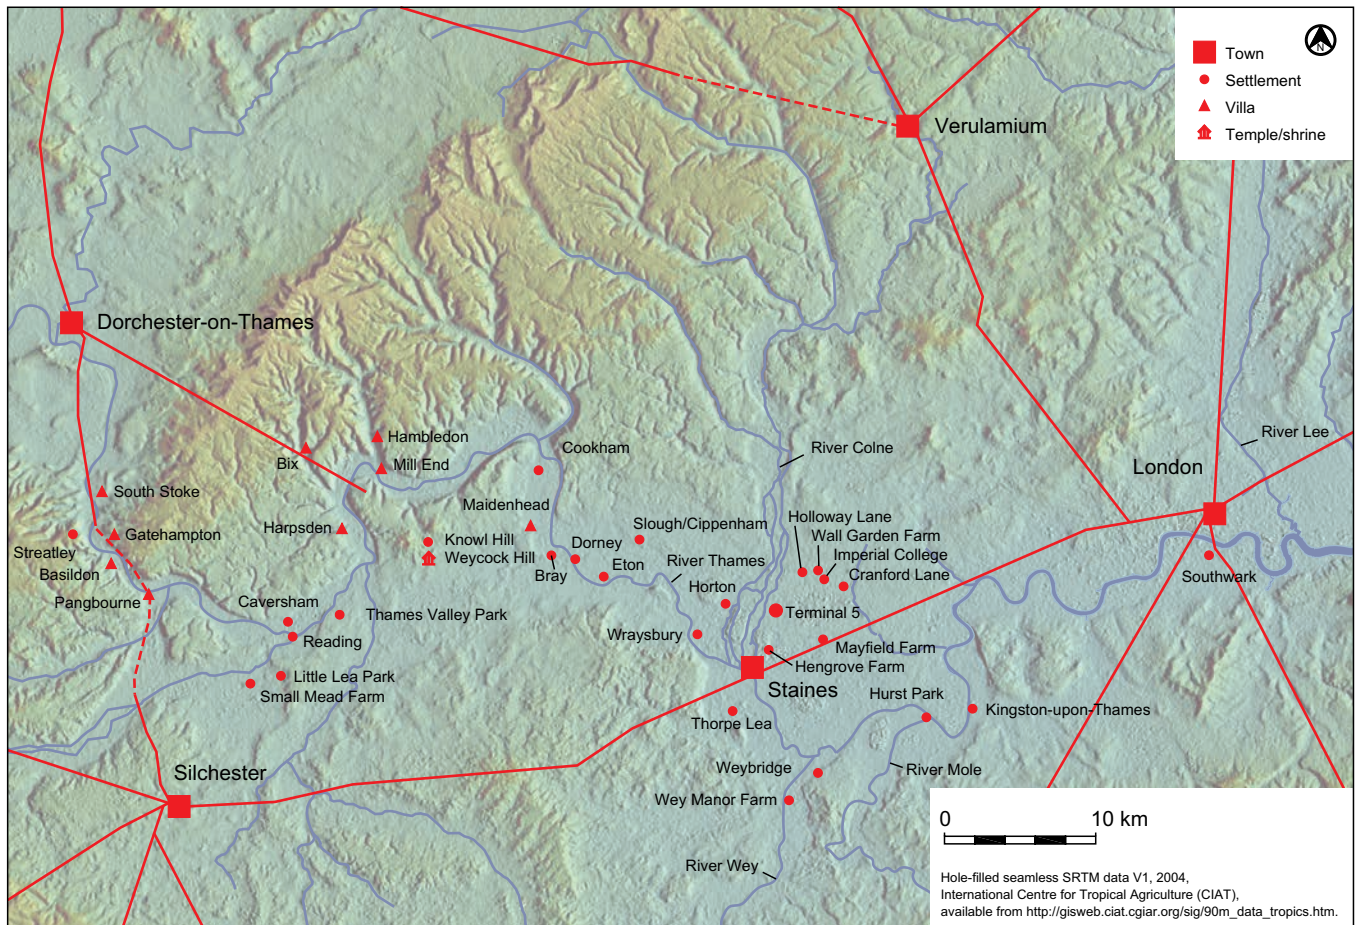 N
Town
Settlement
Villa
Temple/shrine
Verulamium
Dorchester-on-Thames
Hambledon
Bix
Mill End
Cookham
River Colne
River Lee
London
South Stoke
Maidenhead
Harpsden
Gatehampton
Streatley
Basildon
Pangbourne
Knowl Hill
Weycock Hill
Slough/Cippenham
Dorney
Bray
Eton
River Thames
Holloway Lane
Wall Garden Farm
Imperial College
Cranford Lane
Southwark
Horton
Caversham
Thames Valley Park
Terminal 5
Reading
Wraysbury
Mayfield Farm
Hengrove Farm
Little Lea Park
Small Mead Farm
Staines
Hurst Park
Kingston-upon-Thames
Thorpe Lea
Silchester
Weybridge
River Mole
Wey Manor Farm
River Wey
0 10 km
Hole-filled seamless SRTM data V1, 2004,
International Centre for Tropical Agriculture (CIAT),
available from http://gisweb.ciat.cgiar.org/sig/90m_data_tropics.htm.